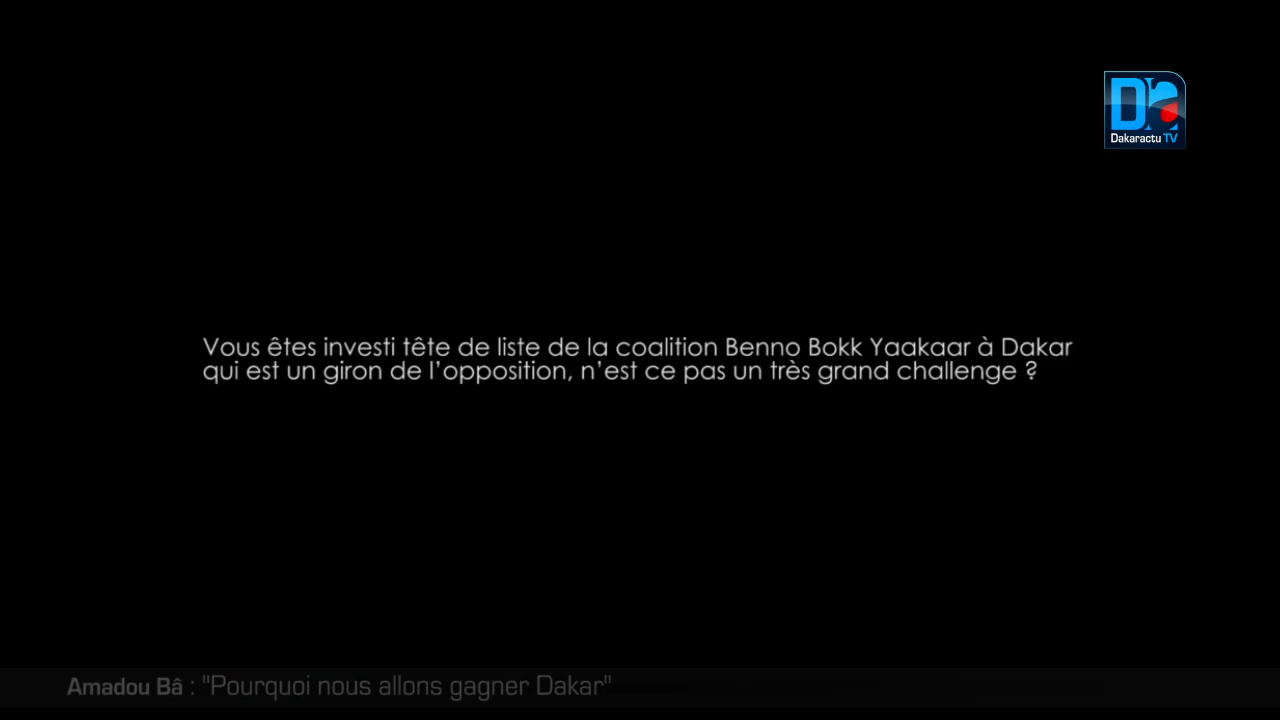 Da
Dakaractu TV
Vous êtes investi tête de liste de la coalition Benno Bokk Yaakaar à Dakar
qui est un giron de l’opposition, n’est ce pas un très grand challenge ?
Amadou Bâ : "Pourquoi nous allons gagner Dakar"